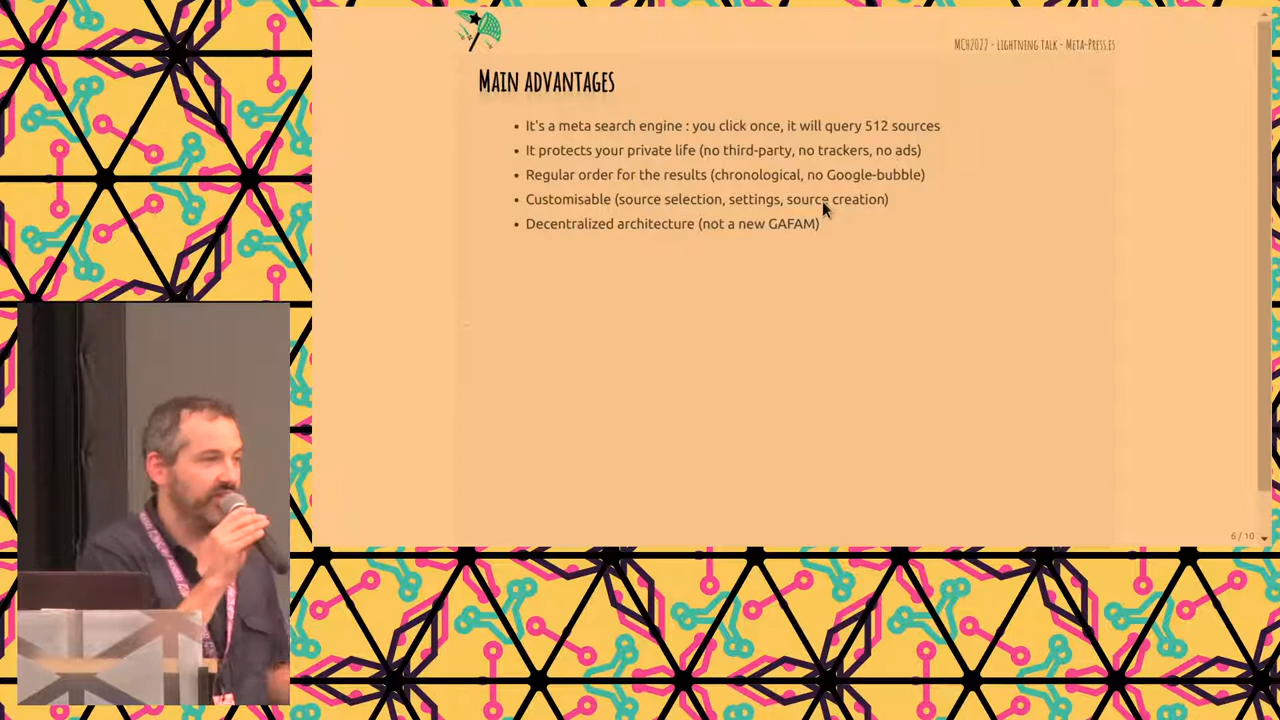 MCH2022 - lightning talk - Meta-Press.es
Main advantages
• It's a meta search engine : you click once, it will query 512 sources
• It protects your private life (no third-party, no trackers, no ads)
• Regular order for the results (chronological, no Google-bubble)
• Customisable (source selection, settings, source creation)
• Decentralized architecture (not a new GAFAM)
6 / 10